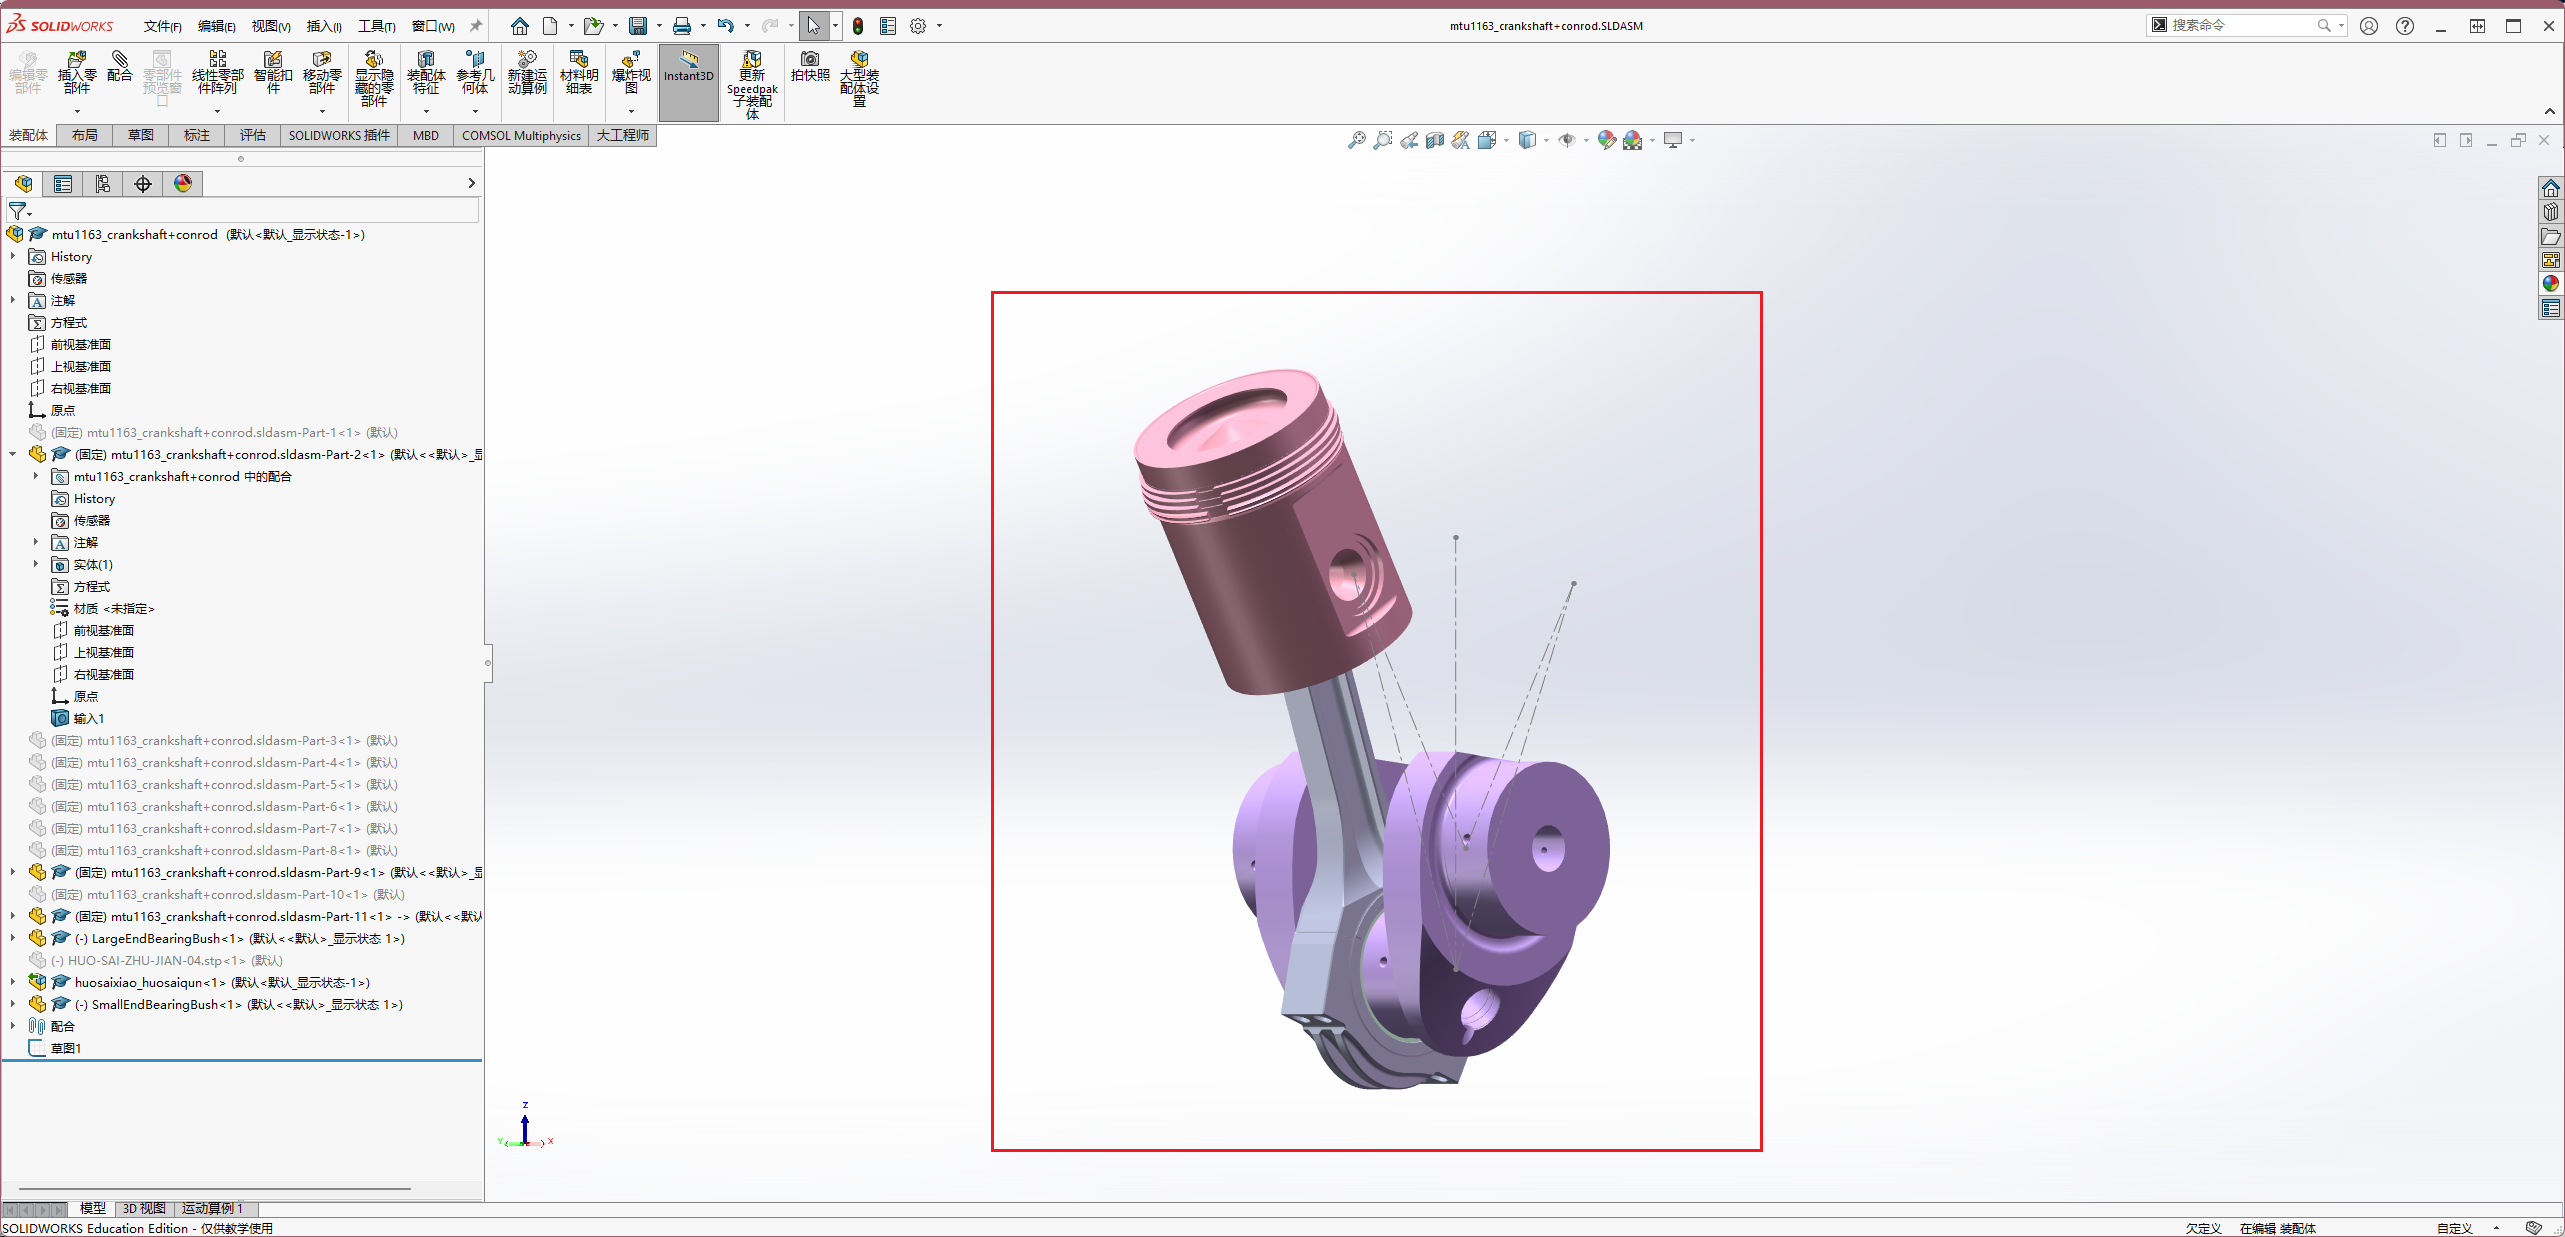 SOLIDWORKS 文件(F) 编辑(E) 视图(V) 插入(I) 工具(T) 窗口(W) mtu1163_crankshaft+conrod.SLDASM 搜索命令
编辑零部件 插入零部件 配合 零部件预览窗口 线性零部件阵列 智能扣件 移动零部件 显示隐藏的零部件 装配体特征 参考几何体 新建运动算例 材料明细表 爆炸视图 Instant3D 更新Speedpak子装配体 拍快照 大型装配体设置
装配体 布局 草图 标注 评估 SOLIDWORKS 插件 MBD COMSOL Multiphysics 大工程师
mtu1163_crankshaft+conrod (默认<默认_显示状态-1>)
History
传感器
注解
方程式
前视基准面
上视基准面
右视基准面
原点
(固定) mtu1163_crankshaft+conrod.sldasm-Part-1<1> (默认)
(固定) mtu1163_crankshaft+conrod.sldasm-Part-2<1> (默认<<默认>_显
mtu1163_crankshaft+conrod 中的配合
History
传感器
注解
实体(1)
方程式
材质 <未指定>
前视基准面
上视基准面
右视基准面
原点
输入1
(固定) mtu1163_crankshaft+conrod.sldasm-Part-3<1> (默认)
(固定) mtu1163_crankshaft+conrod.sldasm-Part-4<1> (默认)
(固定) mtu1163_crankshaft+conrod.sldasm-Part-5<1> (默认)
(固定) mtu1163_crankshaft+conrod.sldasm-Part-6<1> (默认)
(固定) mtu1163_crankshaft+conrod.sldasm-Part-7<1> (默认)
(固定) mtu1163_crankshaft+conrod.sldasm-Part-8<1> (默认)
(固定) mtu1163_crankshaft+conrod.sldasm-Part-9<1> (默认<<默认>_显
(固定) mtu1163_crankshaft+conrod.sldasm-Part-10<1> (默认)
(固定) mtu1163_crankshaft+conrod.sldasm-Part-11<1> -> (默认<<默认
(-) LargeEndBearingBush<1> (默认<<默认>_显示状态 1>)
(-) HUO-SAI-ZHU-JIAN-04.stp<1> (默认)
huosaixiao_huosaiqun<1> (默认<默认_显示状态-1>)
(-) SmallEndBearingBush<1> (默认<<默认>_显示状态 1>)
配合
草图1
Z
Y X
模型 3D 视图 运动算例 1
SOLIDWORKS Education Edition - 仅供教学使用 欠定义 在编辑 装配体 自定义